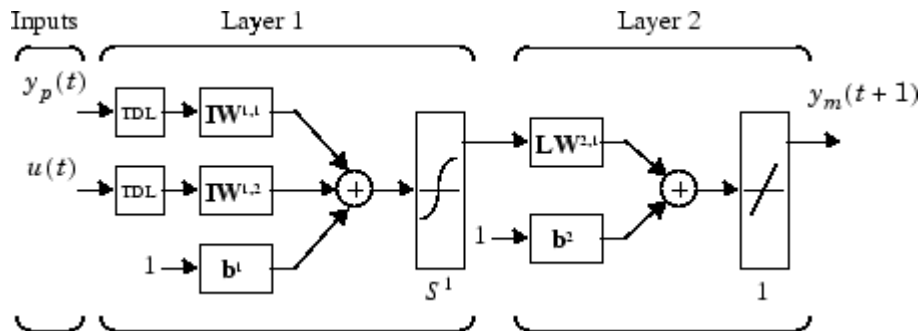 Inputs Layer 1 Layer 2
y_p(t) TDL IW^{1,1} y_m(t+1)
LW^{2,1}
u(t) TDL IW^{1,2} +
+
1 b^1 1 b^2
S^1 1